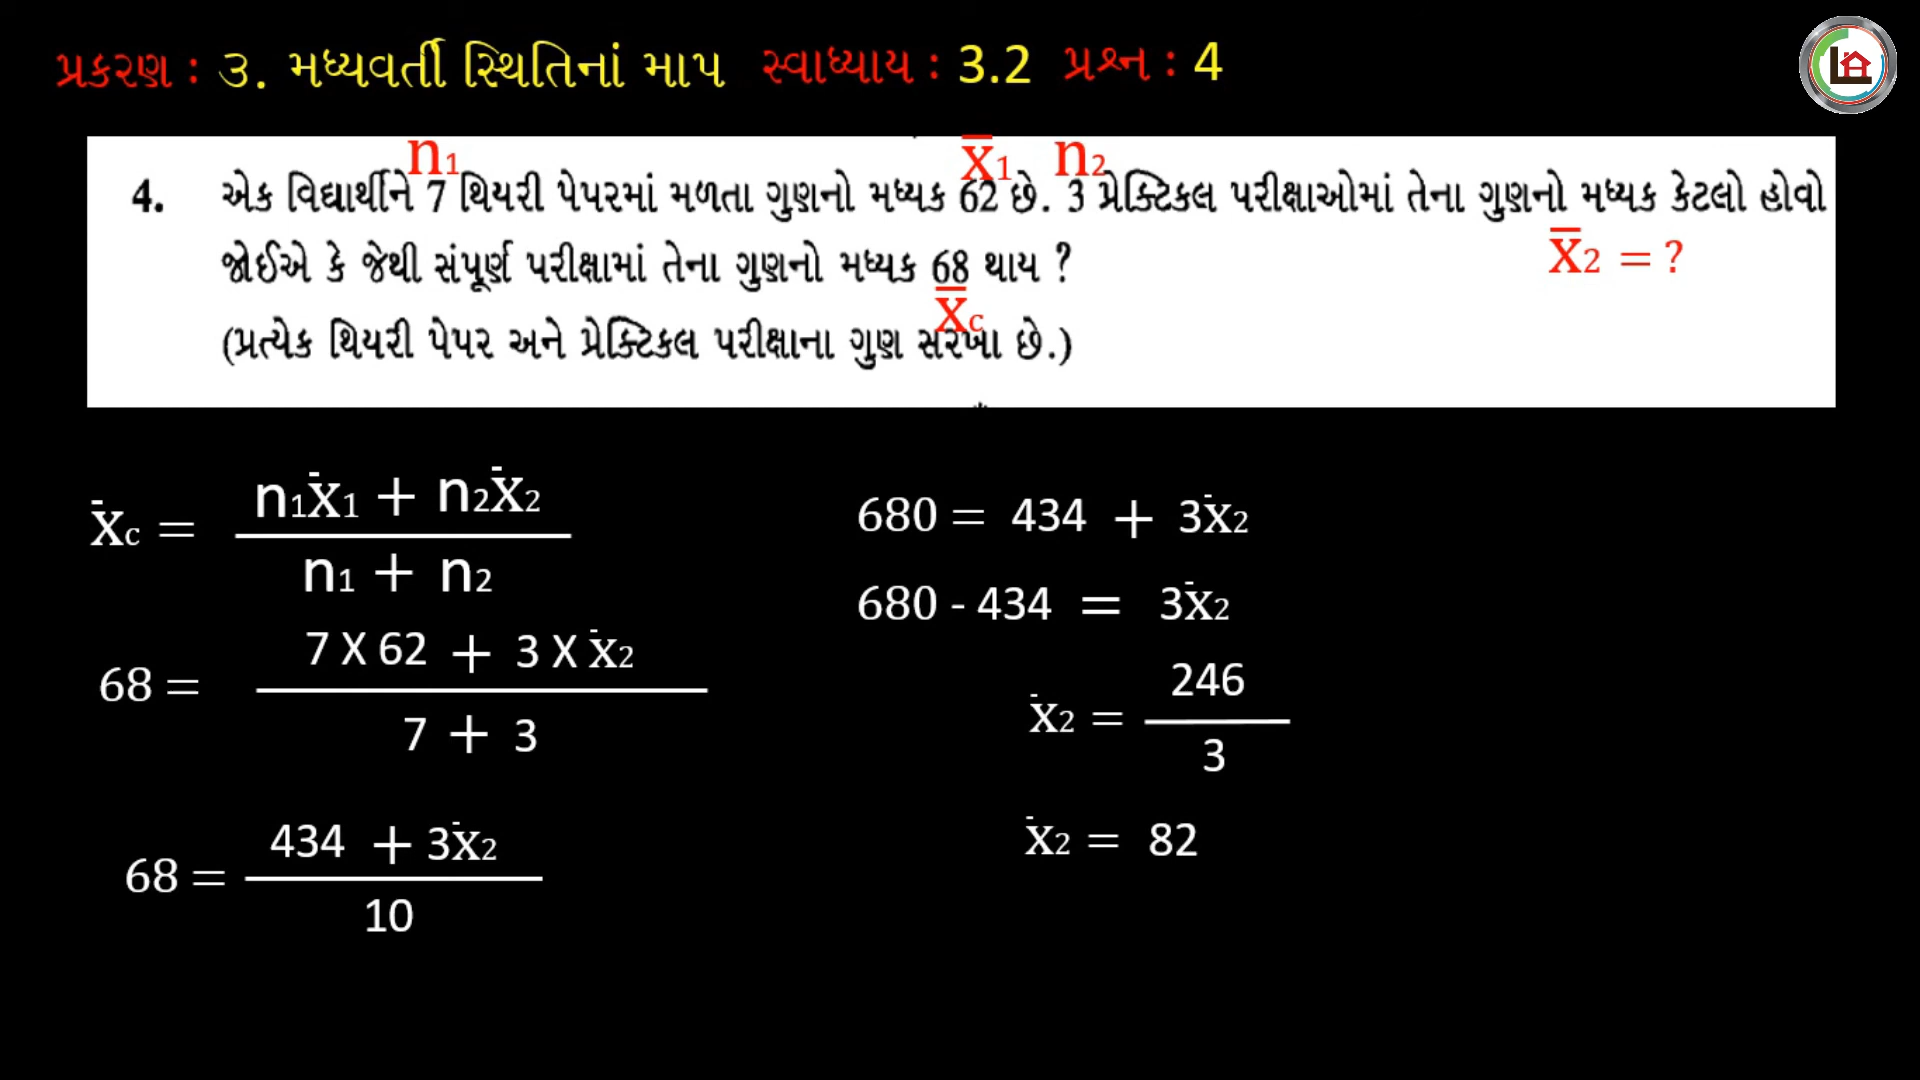 પ્રકરણ : ૩. મધ્યવર્તી સ્થિતિનાં માપ સ્વાધ્યાય : 3.2 પ્રશ્ન : 4
n1 x̄1 n2
4. એક વિદ્યાર્થીને 7 થિયરી પેપરમાં મળતા ગુણનો મધ્યક 62 છે. 3 પ્રેક્ટિકલ પરીક્ષાઓમાં તેના ગુણનો મધ્યક કેટલો હોવો
x̄2 = ?
જોઈએ કે જેથી સંપૂર્ણ પરીક્ષામાં તેના ગુણનો મધ્યક 68 થાય ?
x̄c
(પ્રત્યેક થિયરી પેપર અને પ્રેક્ટિકલ પરીક્ષાના ગુણ સરખા છે.)
x̄c = n1x̄1 + n2x̄2
n1 + n2
68 = 7 X 62 + 3 X x̄2
7 + 3
68 = 434 + 3x̄2
10
680 = 434 + 3x̄2
680 - 434 = 3x̄2
x̄2 = 246
3
x̄2 = 82